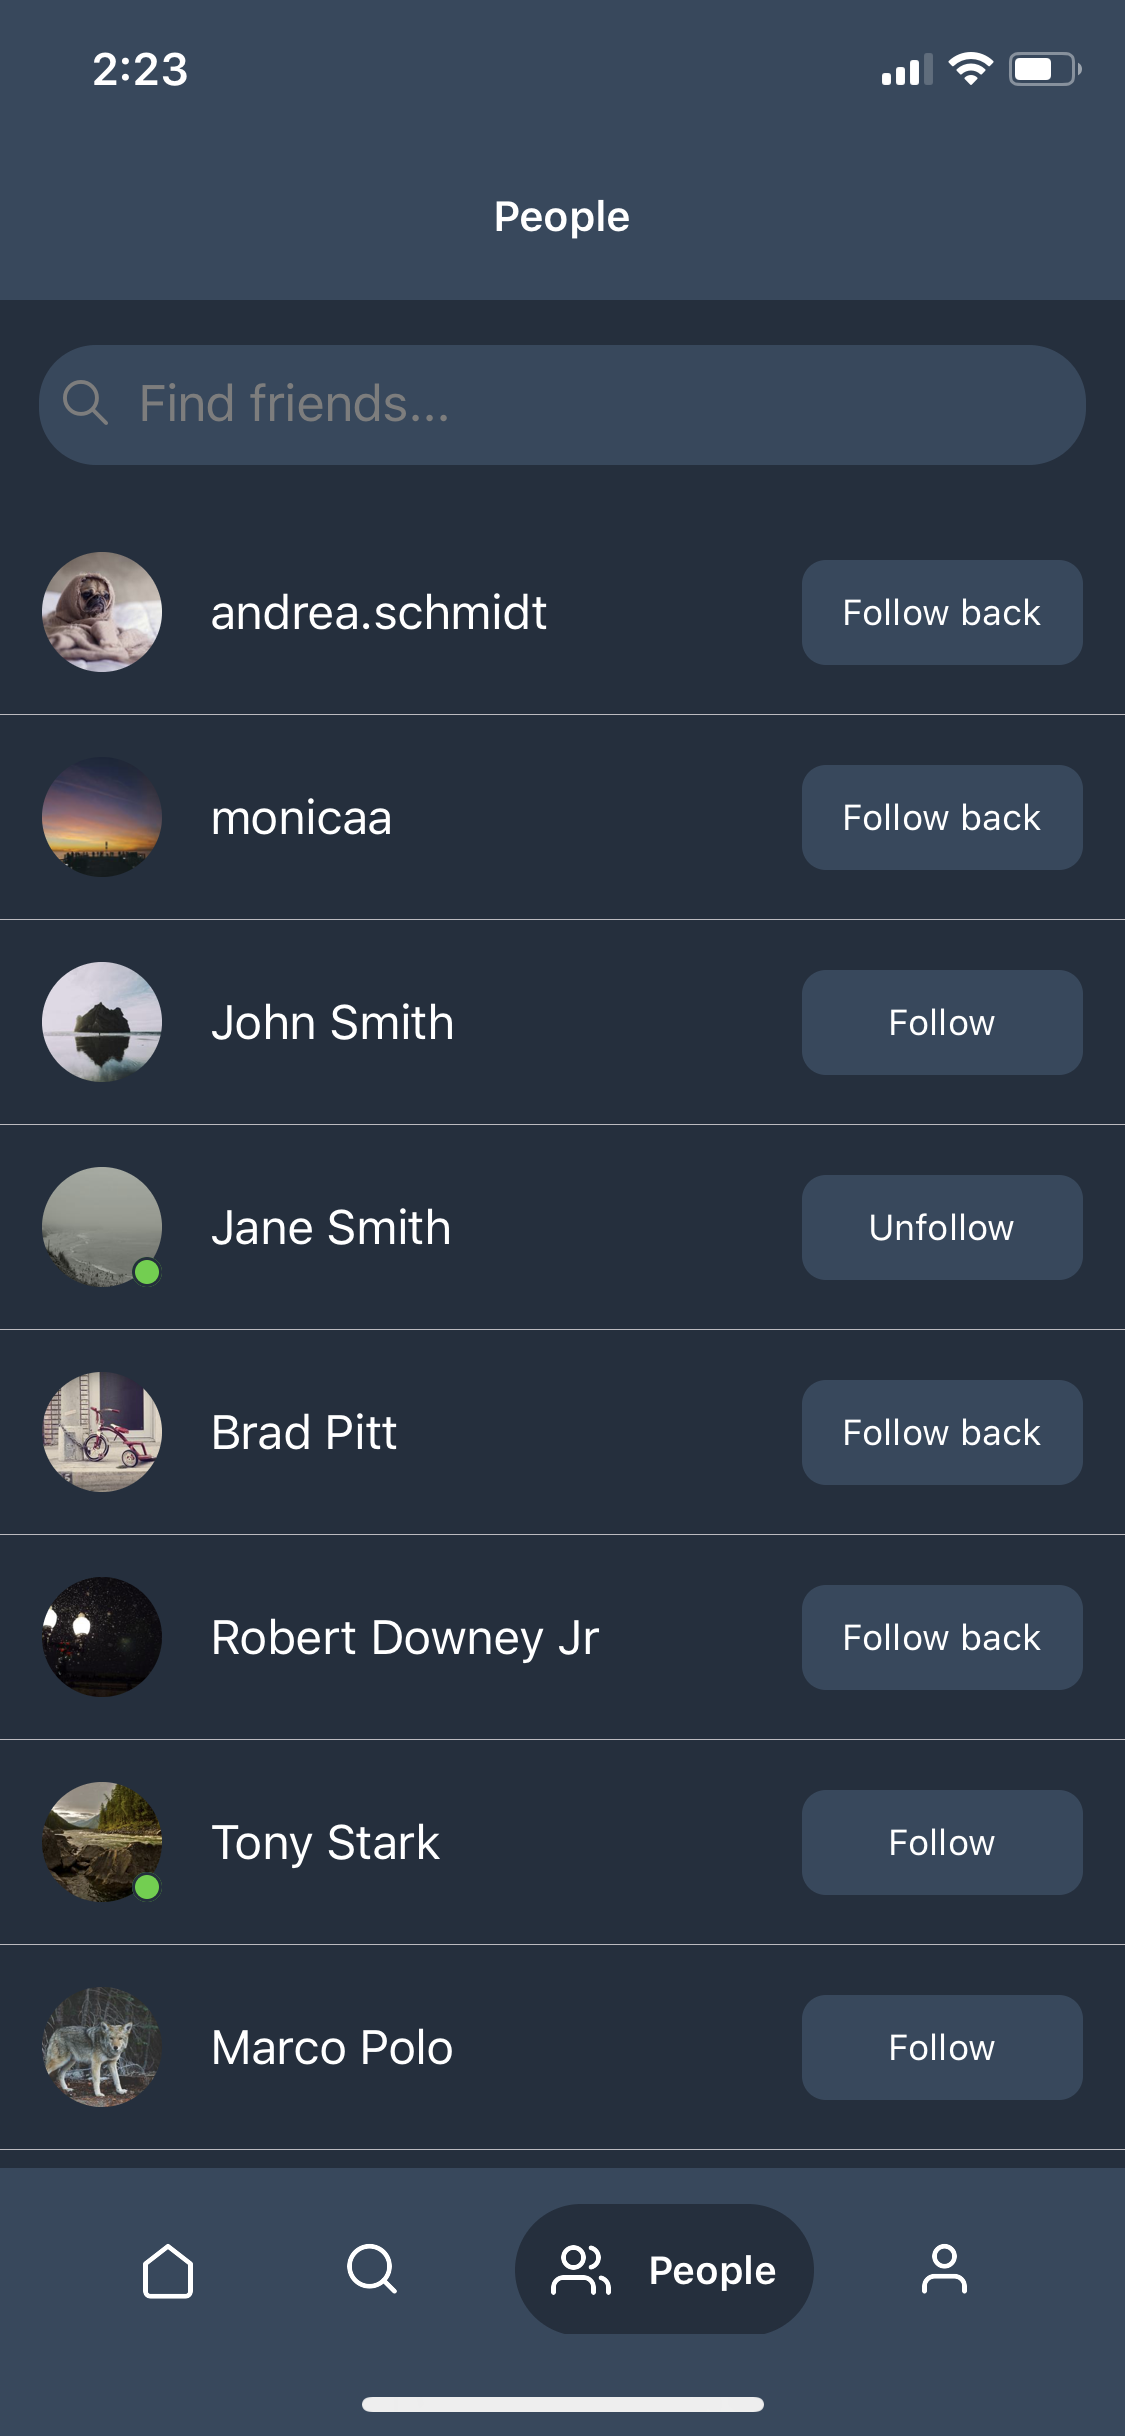 2:23
People
Find friends...
andrea.schmidt
Follow back
monicaa
Follow back
John Smith
Follow
Jane Smith
Unfollow
Brad Pitt
Follow back
Robert Downey Jr
Follow back
Tony Stark
Follow
Marco Polo
Follow
People